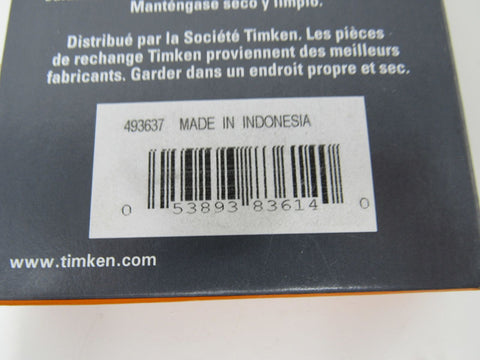 Manténgase seco y limpio.
Distribué par la Société Timken. Les pièces
de rechange Timken proviennent des meilleurs
fabricants. Garder dans un endroit propre et sec.
493637 MADE IN INDONESIA
0 53893 83614 0
www.timken.com